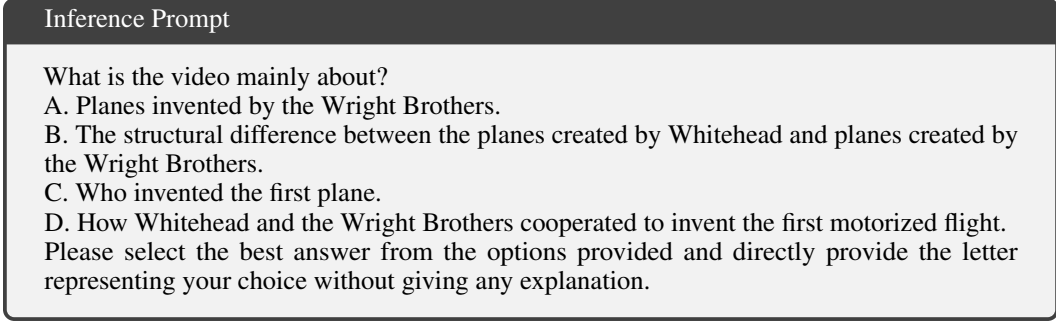 Inference Prompt
What is the video mainly about?
A. Planes invented by the Wright Brothers.
B. The structural difference between the planes created by Whitehead and planes created by
the Wright Brothers.
C. Who invented the first plane.
D. How Whitehead and the Wright Brothers cooperated to invent the first motorized flight.
Please select the best answer from the options provided and directly provide the letter
representing your choice without giving any explanation.